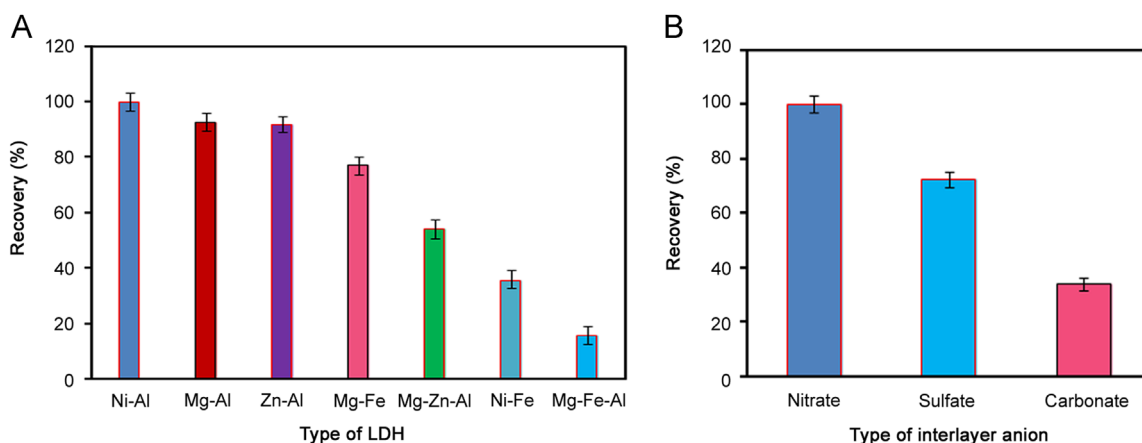 A
120
100
80
60
40
20
0
Recovery (%)
Ni-Al Mg-Al Zn-Al Mg-Fe Mg-Zn-Al Ni-Fe Mg-Fe-Al
Type of LDH
B
120
100
80
60
40
20
0
Recovery (%)
Nitrate Sulfate Carbonate
Type of interlayer anion